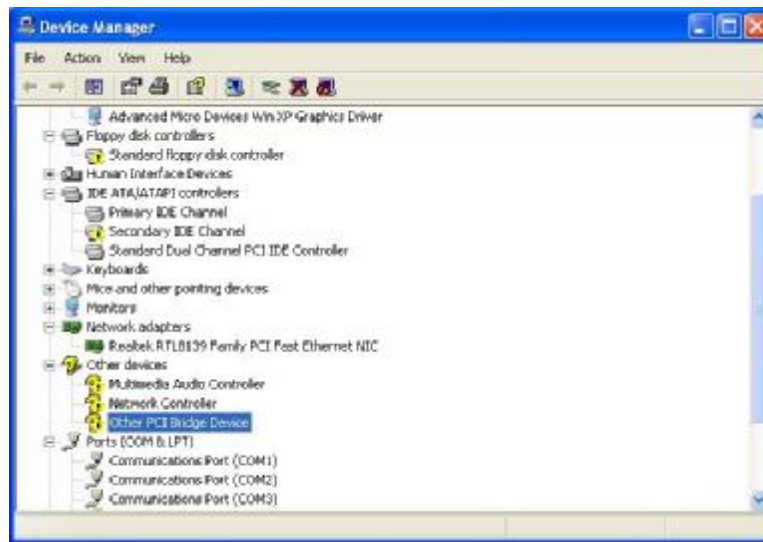 Device Manager
File Action View Help
Advanced Micro Devices Win XP Graphics Driver
Floppy disk controllers
Standard floppy disk controller
Human Interface Devices
IDE ATA/ATAPI controllers
Primary IDE Channel
Secondary IDE Channel
Standard Dual Channel PCI IDE Controller
Keyboards
Mice and other pointing devices
Monitors
Network adapters
Realtek RTL8139 Family PCI Fast Ethernet NIC
Other devices
Multimedia Audio Controller
Network Controller
Other PCI Bridge Device
Ports (COM & LPT)
Communications Port (COM1)
Communications Port (COM2)
Communications Port (COM3)